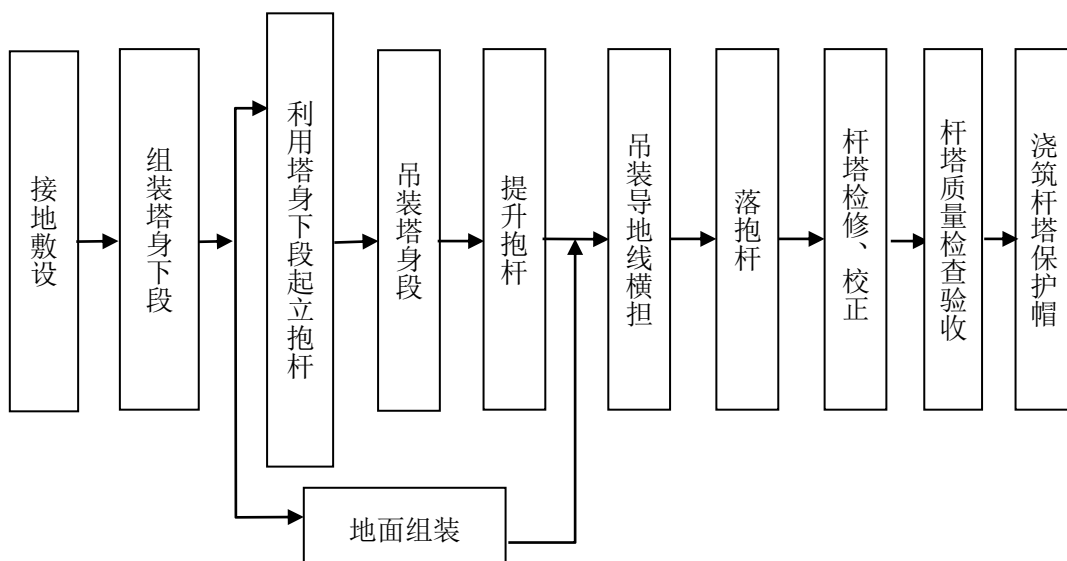 接地敷设
组装塔身下段
利用塔身下段起立抱杆
吊装塔身段
提升抱杆
吊装导地线横担
落抱杆
杆塔检修、校正
杆塔质量检查验收
浇筑杆塔保护帽
地面组装